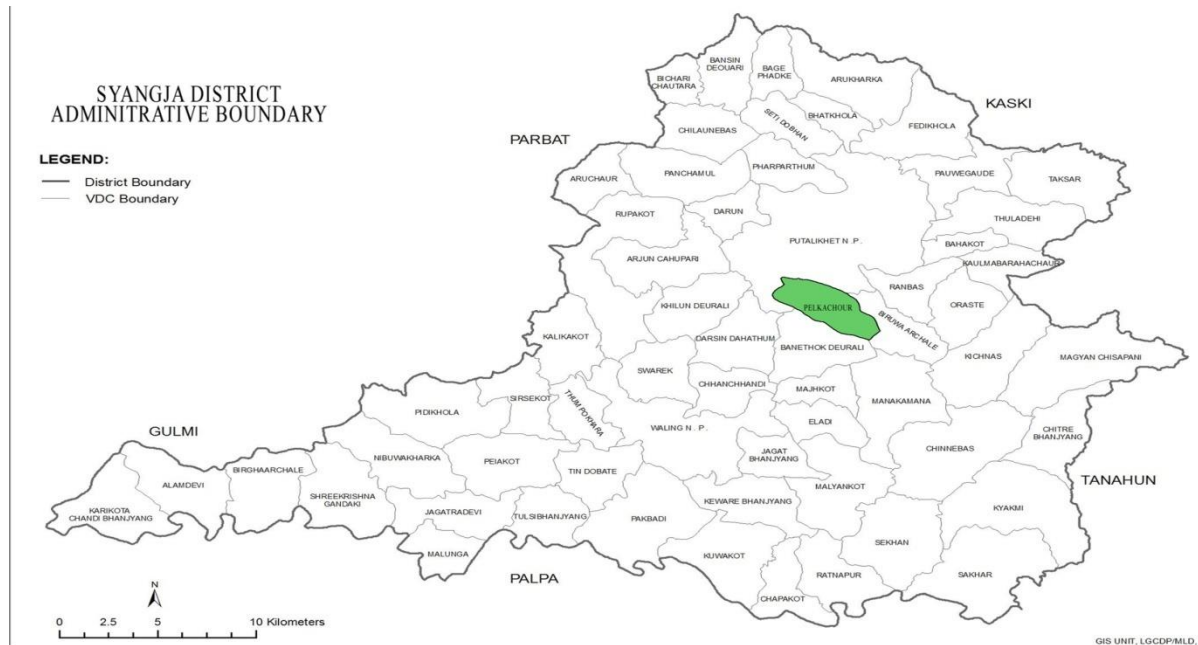 SYANGJA DISTRICT
ADMINITRATIVE BOUNDARY
LEGEND:
District Boundary
VDC Boundary
KASKI
PARBAT
GULMI
PALPA
TANAHUN
BICHARI
CHAUTARA
BANSIN
DEOUARI
BAGE
PHADKE
ARUKHARKA
SETI DOBHAN
BHATKHOLA
FEDIKHOLA
CHILAUNEBAS
ARUCHAUR
PANCHAMUL
PHARPARTHUM
PAUWEGAUDE
TAKSAR
RUPAKOT
DARUN
THULADEHI
PUTALIKHET N .P.
BAHAKOT
ARJUN CAHUPARI
KAULMABARAHACHAUR
RANBAS
ORASTE
KHILUN DEURALI
PELKACHOUR
BIRUWA ARCHALE
KALIKAKOT
DARSIN DAHATHUM
BANETHOK DEURALI
KICHNAS
MAGYAN CHISAPANI
SWAREK
CHHANCHHANDI
MAJHKOT
MANAKAMANA
SIRSEKOT
THUM POKHARA
PIDIKHOLA
WALING N . P.
ELADI
CHITRE
BHANJYANG
CHINNEBAS
JAGAT
BHANJYANG
NIBUWAKHARKA
PEIAKOT
TIN DOBATE
BIRGHAARCHALE
ALAMDEVI
SHREEKRISHNA
GANDAKI
MALYANKOT
KEWARE BHANJYANG
KARIKOTA
CHANDI BHANJYANG
JAGATRADEVI
TULSIBHANJYANG
PAKBADI
KYAKMI
SEKHAN
MALUNGA
KUWAKOT
RATNAPUR
SAKHAR
CHAPAKOT
N
0 5 10 Kilometers
GIS UNIT, LGCDP/MLD,